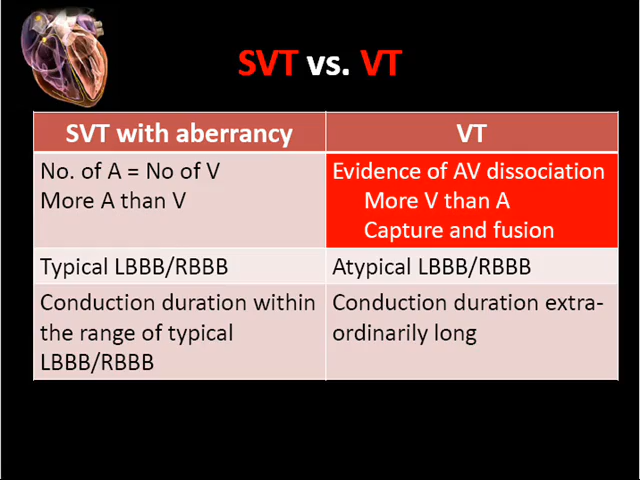 SVT vs. VT
SVT with aberrancy
VT
No. of A = No of V
More A than V
Evidence of AV dissociation
More V than A
Capture and fusion
Typical LBBB/RBBB
Atypical LBBB/RBBB
Conduction duration within
the range of typical
LBBB/RBBB
Conduction duration extra-
ordinarily long